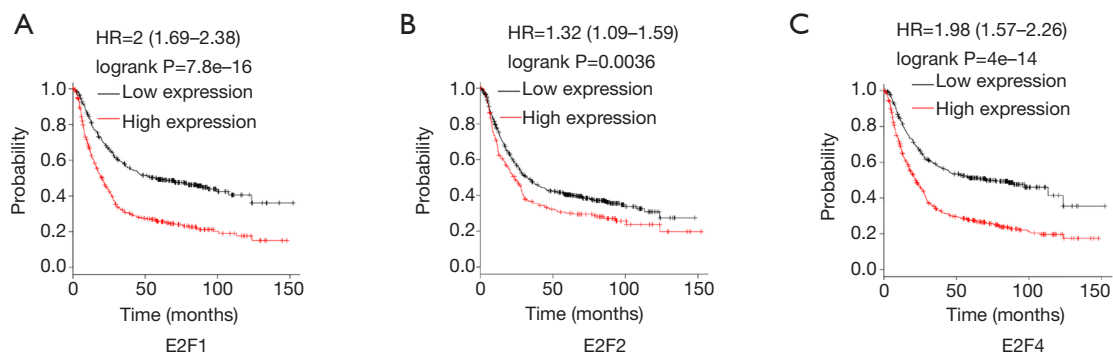 A
HR=2 (1.69–2.38)
logrank P=7.8e–16
Low expression
High expression
Probability
1.0
0.8
0.6
0.4
0.2
0.0
0
50
100
150
Time (months)
E2F1
B
HR=1.32 (1.09–1.59)
logrank P=0.0036
Low expression
High expression
Probability
1.0
0.8
0.6
0.4
0.2
0.0
0
50
100
150
Time (months)
E2F2
C
HR=1.98 (1.57–2.26)
logrank P=4e–14
Low expression
High expression
Probability
1.0
0.8
0.6
0.4
0.2
0.0
0
50
100
150
Time (months)
E2F4